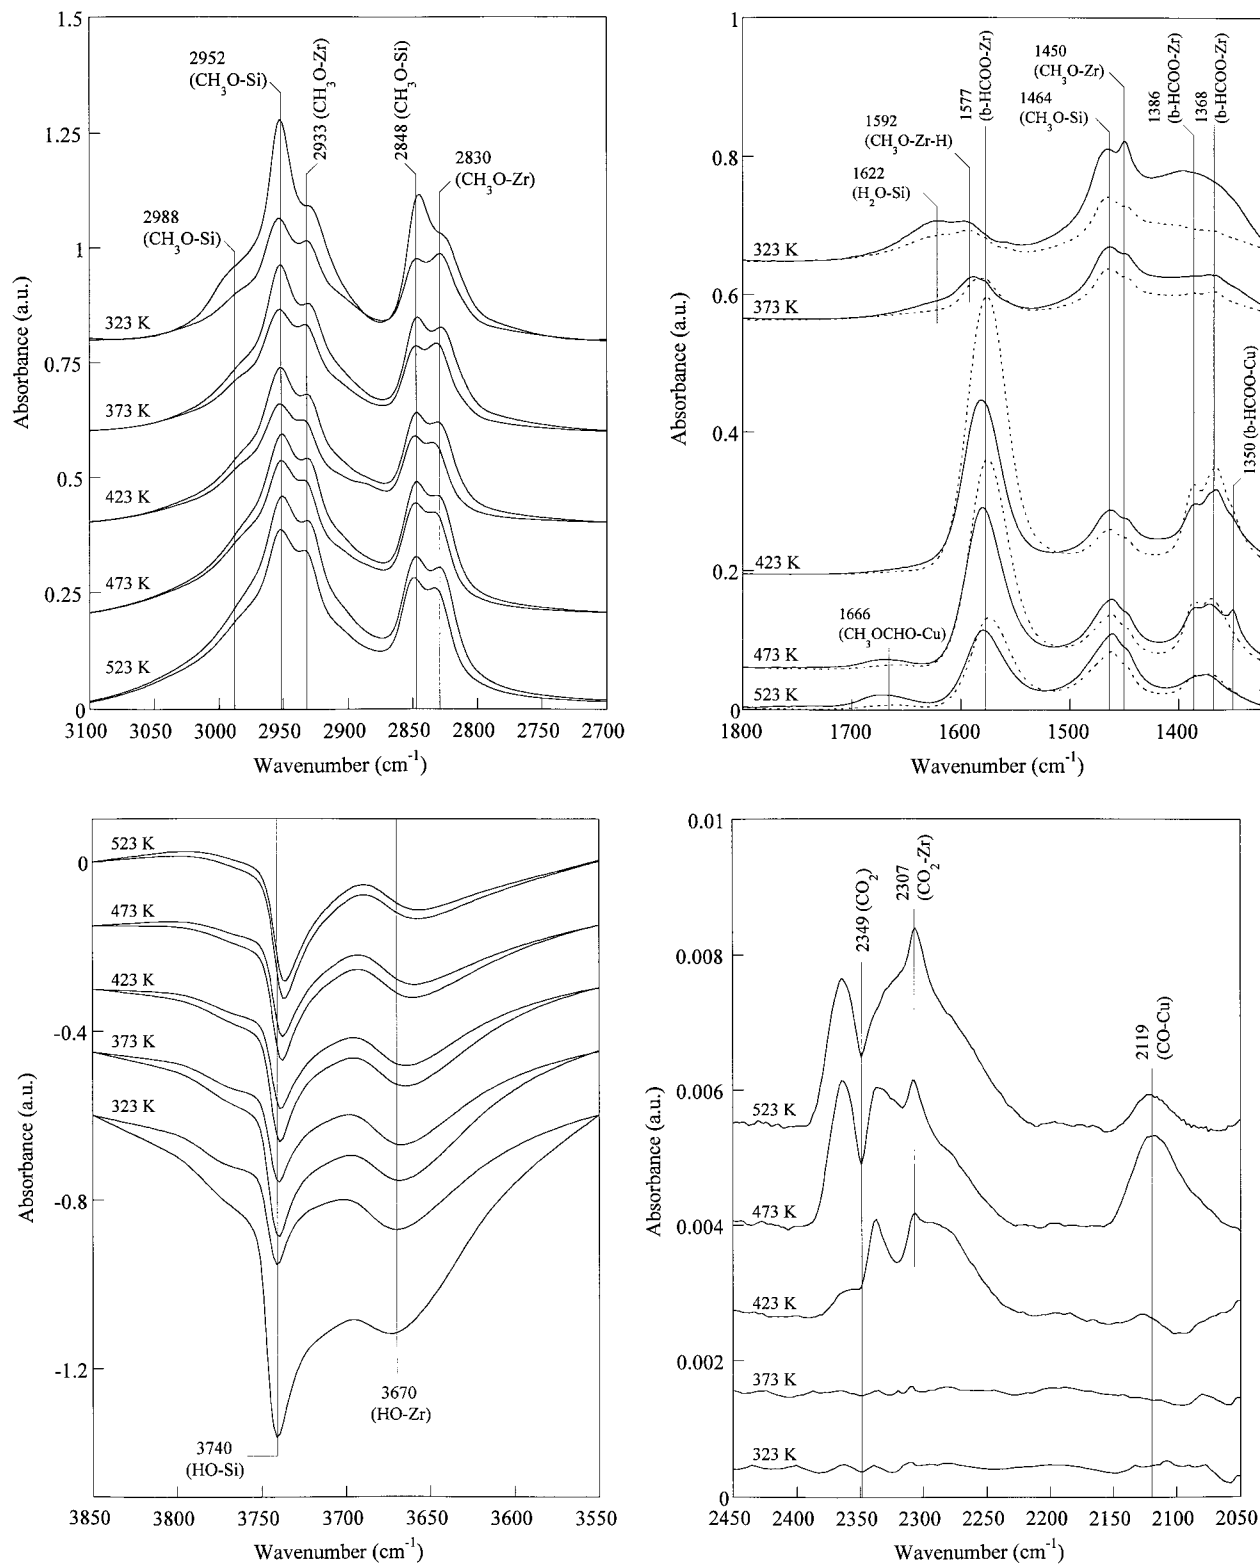 1.5
1.25
1
0.75
0.5
0.25
0
Absorbance (a.u.)
2952
(CH₃O-Si)
2933 (CH₃O-Zr)
2848 (CH₃O-Si)
2830
(CH₃O-Zr)
2988
(CH₃O-Si)
323 K
373 K
423 K
473 K
523 K
3100 3050 3000 2950 2900 2850 2800 2750 2700
Wavenumber (cm⁻¹)
1
0.8
0.6
0.4
0.2
0
Absorbance (a.u.)
1577
(b-HCOO-Zr)
1450
(CH₃O-Zr)
1464
(CH₃O-Si)
1386
(b-HCOO-Zr)
1368
(b-HCOO-Zr)
1592
(CH₃O-Zr-H)
1622
(H₂O-Si)
323 K
373 K
1350 (b-HCOO-Cu)
423 K
1666
(CH₃OCHO-Cu)
473 K
523 K
1800 1700 1600 1500 1400
Wavenumber (cm⁻¹)
0
-0.4
-0.8
-1.2
Absorbance (a.u.)
523 K
473 K
423 K
373 K
323 K
3670
(HO-Zr)
3740
(HO-Si)
3850 3800 3750 3700 3650 3600 3550
Wavenumber (cm⁻¹)
0.01
0.008
0.006
0.004
0.002
0
Absorbance (a.u.)
2349 (CO₂)
2307
(CO₂-Zr)
2119
(CO-Cu)
523 K
473 K
423 K
373 K
323 K
2450 2400 2350 2300 2250 2200 2150 2100 2050
Wavenumber (cm⁻¹)